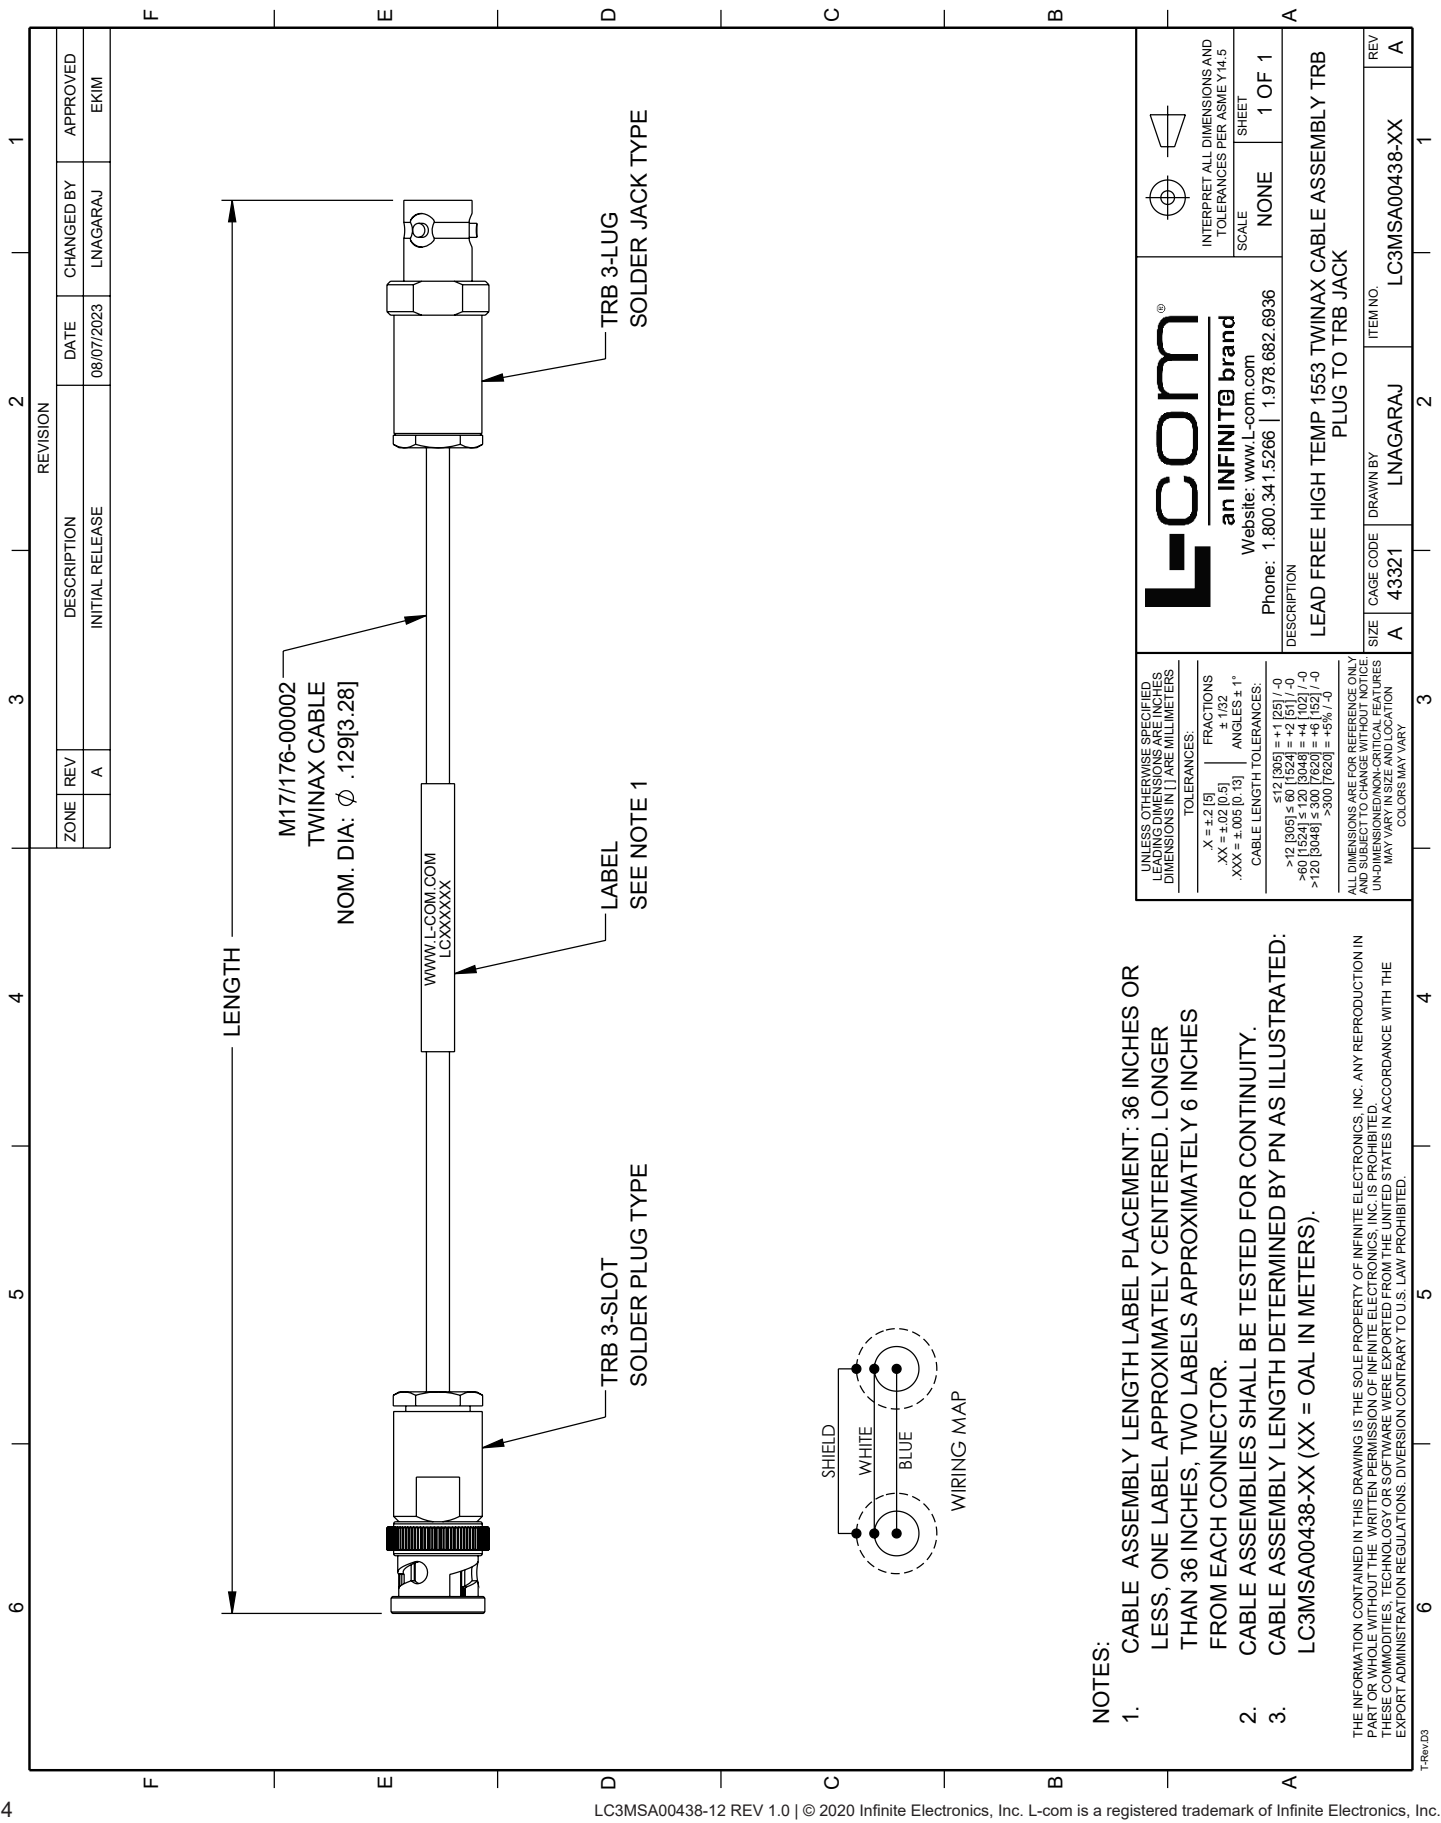 6
5
4
3
2
1
F
E
D
C
B
A
REVISION
ZONE REV DESCRIPTION DATE CHANGED BY APPROVED
A INITIAL RELEASE 08/07/2023 LNAGARAJ EKIM
LENGTH
M17/176-00002
TWINAX CABLE
NOM. DIA: Ø .129[3.28]
WWW.L-COM.COM
LCXXXXXX
TRB 3-SLOT
SOLDER PLUG TYPE
LABEL
SEE NOTE 1
TRB 3-LUG
SOLDER JACK TYPE
SHIELD
WHITE
BLUE
WIRING MAP
NOTES:
1. CABLE ASSEMBLY LENGTH LABEL PLACEMENT: 36 INCHES OR
LESS, ONE LABEL APPROXIMATELY CENTERED. LONGER
THAN 36 INCHES, TWO LABELS APPROXIMATELY 6 INCHES
FROM EACH CONNECTOR.
2. CABLE ASSEMBLIES SHALL BE TESTED FOR CONTINUITY.
3. CABLE ASSEMBLY LENGTH DETERMINED BY PN AS ILLUSTRATED:
LC3MSA00438-XX (XX = OAL IN METERS).
THE INFORMATION CONTAINED IN THIS DRAWING IS THE SOLE PROPERTY OF INFINITE ELECTRONICS, INC. ANY REPRODUCTION IN
PART OR WHOLE WITHOUT THE WRITTEN PERMISSION OF INFINITE ELECTRONICS, INC. IS PROHIBITED.
THESE COMMODITIES, TECHNOLOGY OR SOFTWARE WERE EXPORTED FROM THE UNITED STATES IN ACCORDANCE WITH THE
EXPORT ADMINISTRATION REGULATIONS. DIVERSION CONTRARY TO U.S. LAW PROHIBITED.
UNLESS OTHERWISE SPECIFIED
LEADING DIMENSIONS ARE INCHES
DIMENSIONS IN [ ] ARE MILLIMETERS
TOLERANCES:
.X = ±.2 [5] FRACTIONS
.XX = ±.02 [0.5] ± 1/32
.XXX = ±.005 [0.13] ANGLES ± 1°
CABLE LENGTH TOLERANCES:
≤12 [305] = +1 [25] / -0
>12 [305] ≤ 60 [1524] = +2 [51] / -0
>60 [1524] ≤ 120 [3048] = +4 [102] / -0
>120 [3048] ≤ 300 [7620] = +6 [152] / -0
>300 [7620] = +5% / -0
ALL DIMENSIONS ARE FOR REFERENCE ONLY
AND SUBJECT TO CHANGE WITHOUT NOTICE.
UN-DIMENSIONED/NON-CRITICAL FEATURES
MAY VARY IN SIZE AND LOCATION
COLORS MAY VARY
L-com®
an INFINITE brand
Website: www.L-com.com
Phone: 1.800.341.5266 | 1.978.682.6936
INTERPRET ALL DIMENSIONS AND
TOLERANCES PER ASME Y14.5
SCALE SHEET
NONE 1 OF 1
DESCRIPTION
LEAD FREE HIGH TEMP 1553 TWINAX CABLE ASSEMBLY TRB
PLUG TO TRB JACK
SIZE CAGE CODE DRAWN BY ITEM NO. REV
A 43321 LNAGARAJ LC3MSA00438-XX A
F
E
D
C
B
A
6
5
4
3
2
1
T-Rev.D3
4
LC3MSA00438-12 REV 1.0 | © 2020 Infinite Electronics, Inc. L-com is a registered trademark of Infinite Electronics, Inc.